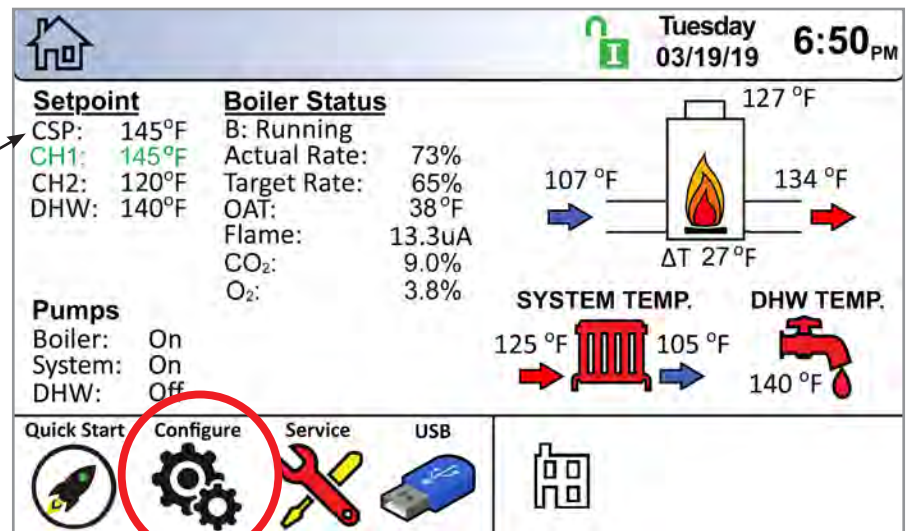 Tuesday
03/19/19
6:50 PM
Setpoint
CSP: 145°F
CH1: 145°F
CH2: 120°F
DHW: 140°F
Boiler Status
B: Running
Actual Rate: 73%
Target Rate: 65%
OAT: 38°F
Flame: 13.3uA
CO₂: 9.0%
O₂: 3.8%
127 °F
107 °F
134 °F
ΔT 27°F
Pumps
Boiler: On
System: On
DHW: Off
SYSTEM TEMP.
125 °F
105 °F
DHW TEMP.
140 °F
Quick Start
Configure
Service
USB